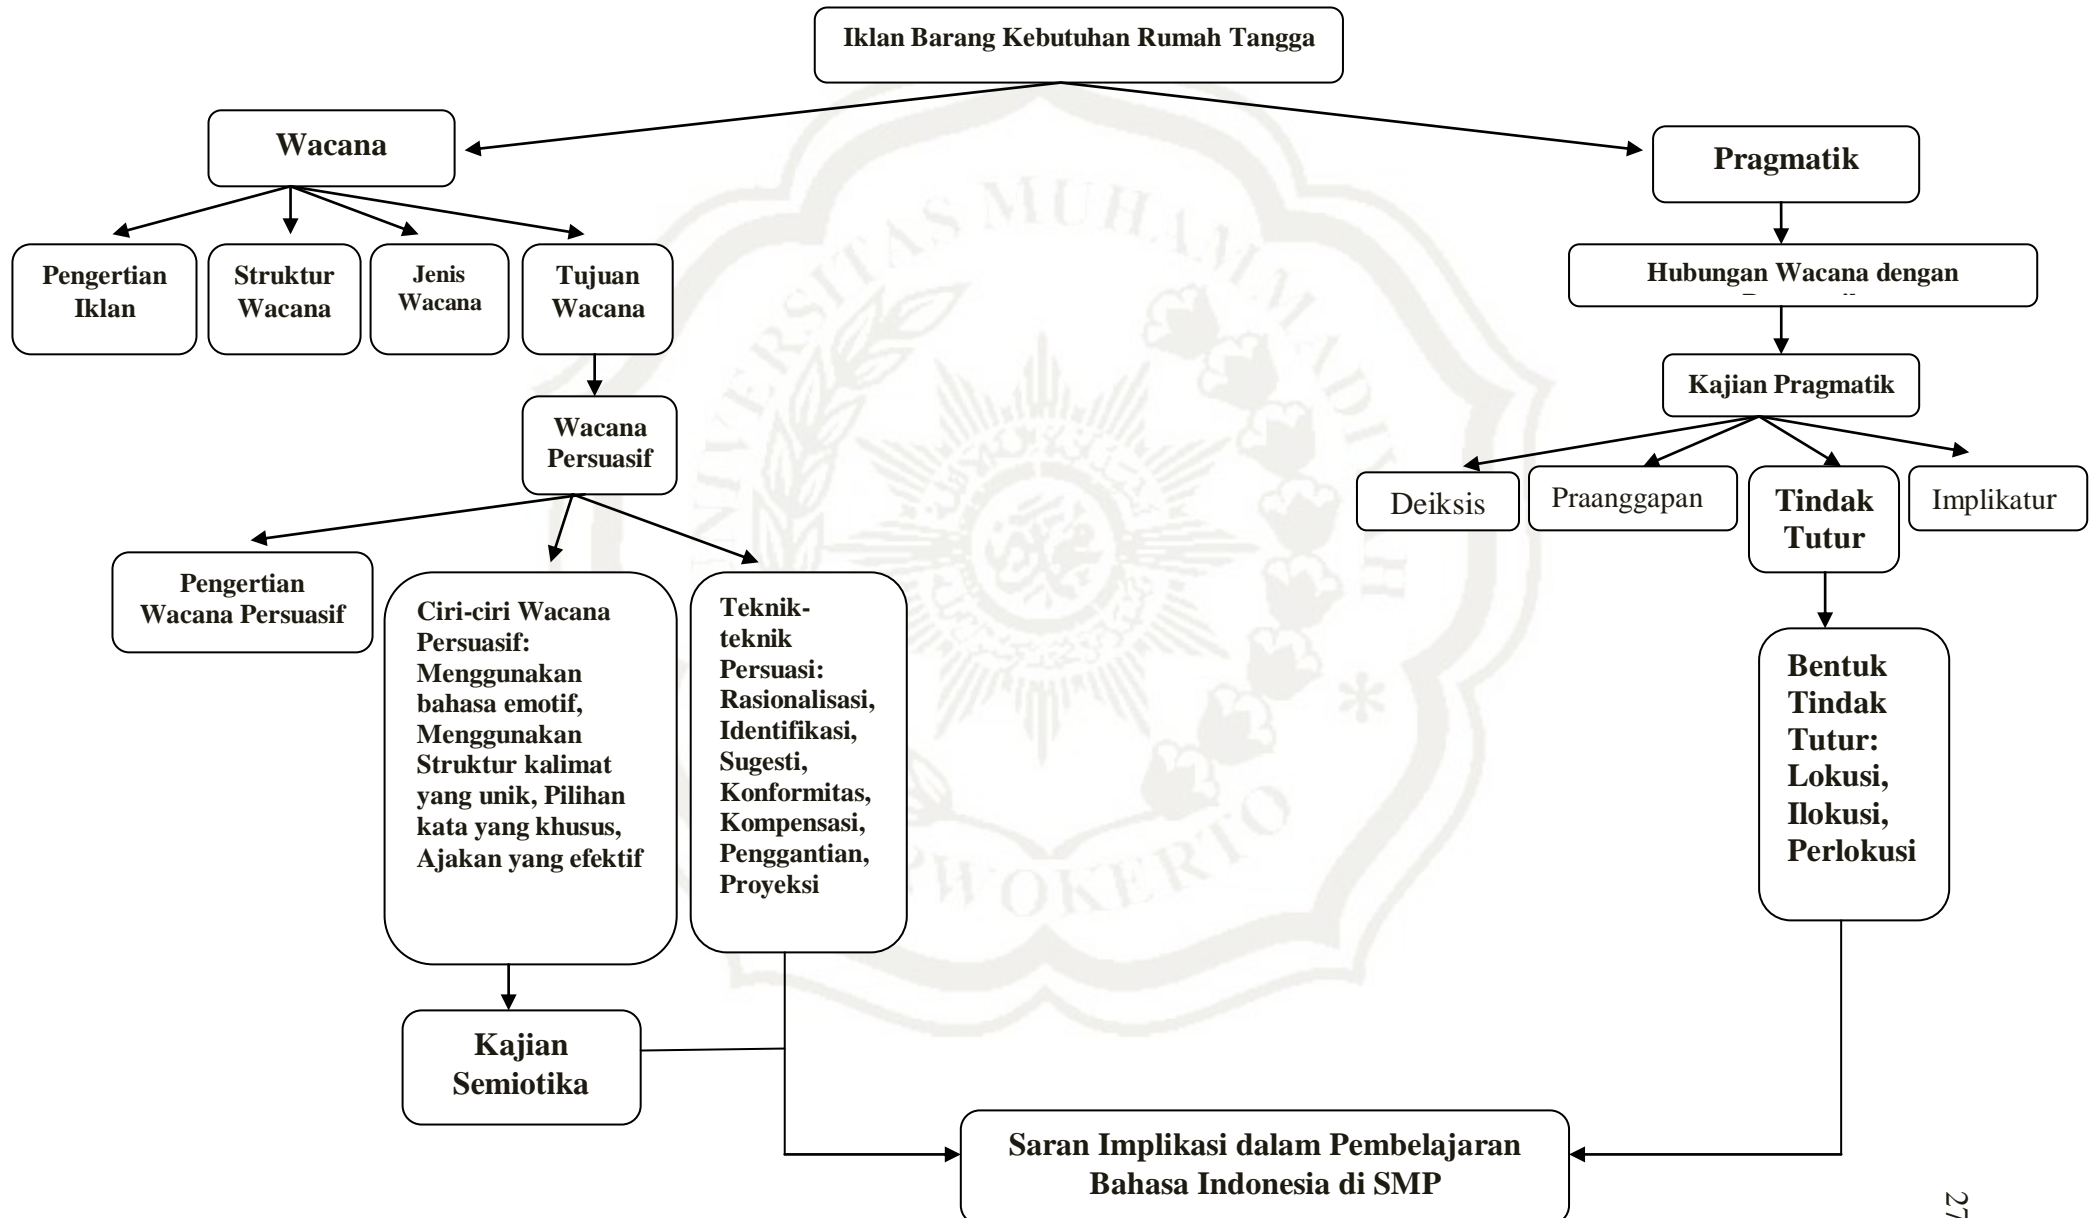 Iklan Barang Kebutuhan Rumah Tangga
Wacana
Pragmatik
Pengertian
Iklan
Struktur
Wacana
Jenis
Wacana
Tujuan
Wacana
Hubungan Wacana dengan
Kajian Pragmatik
Wacana
Persuasif
Deiksis
Praanggapan
Tindak
Tutur
Implikatur
Pengertian
Wacana Persuasif
Ciri-ciri Wacana
Persuasif:
Menggunakan
bahasa emotif,
Menggunakan
Struktur kalimat
yang unik, Pilihan
kata yang khusus,
Ajakan yang efektif
Teknik-
teknik
Persuasi:
Rasionalisasi,
Identifikasi,
Sugesti,
Konformitas,
Kompensasi,
Penggantian,
Proyeksi
Bentuk
Tindak
Tutur:
Lokusi,
Ilokusi,
Perlokusi
Kajian
Semiotika
Saran Implikasi dalam Pembelajaran
Bahasa Indonesia di SMP
27
UNIVERSITAS MUHAMMADIYAH
PURWOKERTO